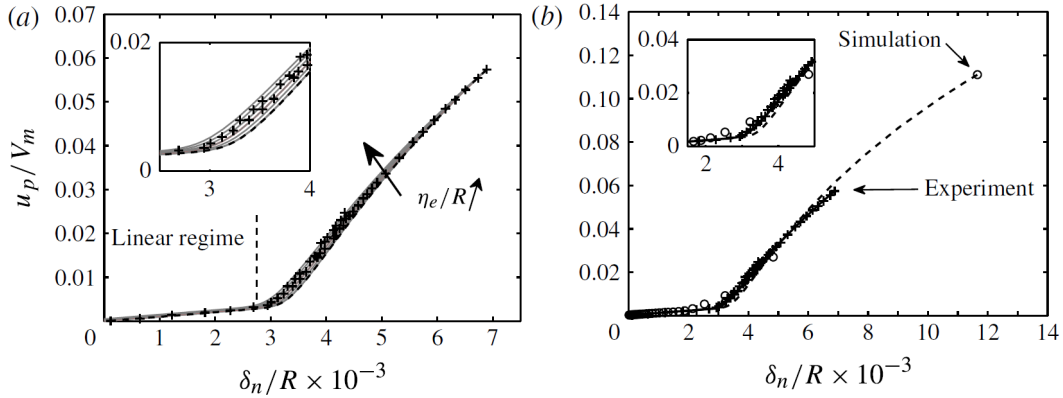 (a)
0.07
0.06
0.05
0.04
0.03
0.02
0.01
u_p/V_m
0.02
0
3
4
η_e/R
Linear regime
0 1 2 3 4 5 6 7
δ_n/R × 10⁻³
(b)
0.14
0.12
0.10
0.08
0.06
0.04
0.02
0.04
0.02
0
2
4
Simulation
Experiment
0 2 4 6 8 10 12 14
δ_n/R × 10⁻³